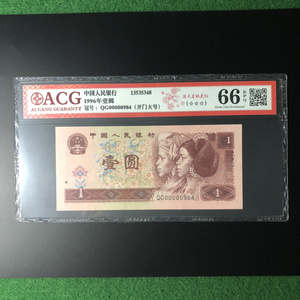 ACG
AI CANG GUARANTY
中国人民银行 13535348
1996年壹圆
冠号: QG00000984 (开门大号)
66 EPQ
中国人民银行
壹圆
1
1
QG00000984